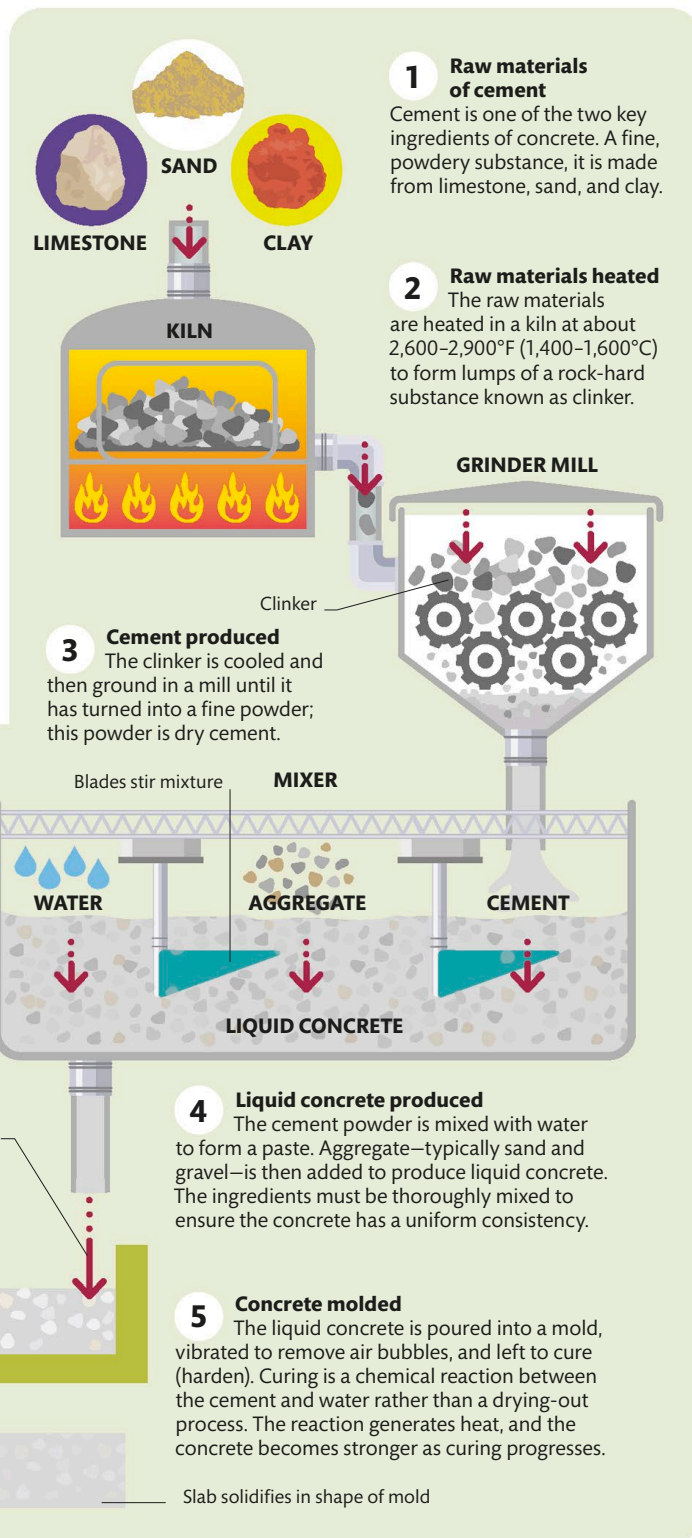 SAND
LIMESTONE
CLAY
1
Raw materials
of cement
Cement is one of the two key
ingredients of concrete. A fine,
powdery substance, it is made
from limestone, sand, and clay.
KILN
2
Raw materials heated
The raw materials
are heated in a kiln at about
2,600–2,900°F (1,400–1,600°C)
to form lumps of a rock-hard
substance known as clinker.
GRINDER MILL
Clinker
3
Cement produced
The clinker is cooled and
then ground in a mill until it
has turned into a fine powder;
this powder is dry cement.
Blades stir mixture
MIXER
WATER
AGGREGATE
CEMENT
LIQUID CONCRETE
4
Liquid concrete produced
The cement powder is mixed with water
to form a paste. Aggregate—typically sand and
gravel—is then added to produce liquid concrete.
The ingredients must be thoroughly mixed to
ensure the concrete has a uniform consistency.
5
Concrete molded
The liquid concrete is poured into a mold,
vibrated to remove air bubbles, and left to cure
(harden). Curing is a chemical reaction between
the cement and water rather than a drying-out
process. The reaction generates heat, and the
concrete becomes stronger as curing progresses.
Slab solidifies in shape of mold